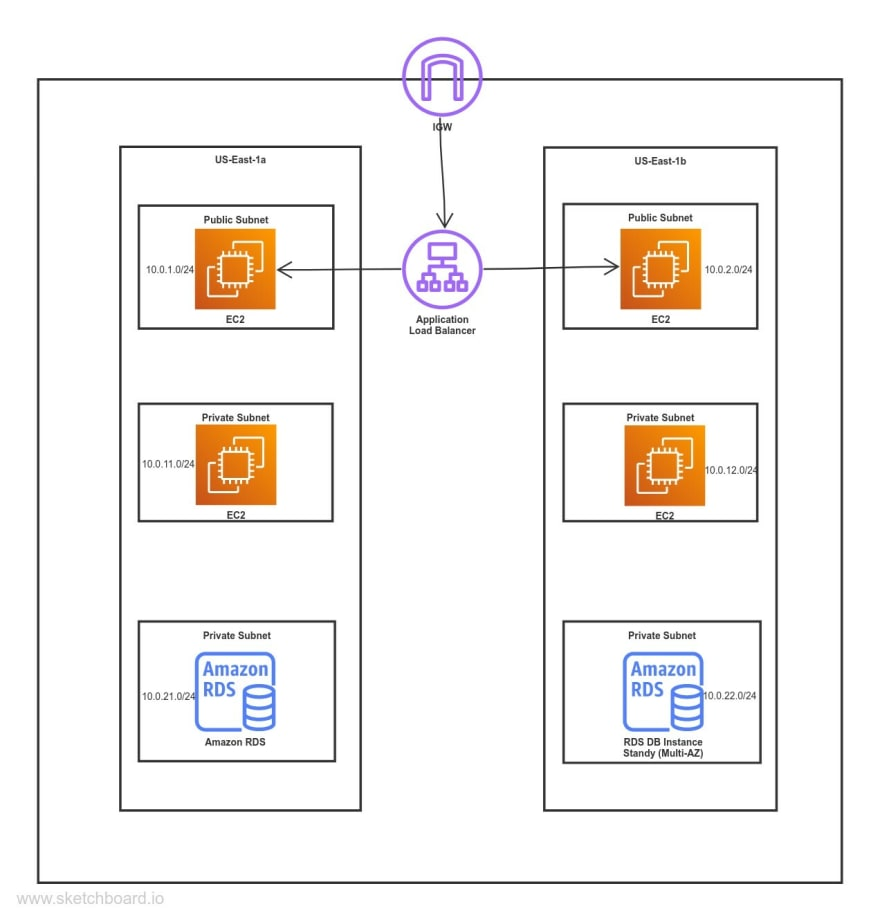 IGW
US-East-1a
US-East-1b
Public Subnet
10.0.1.0/24
EC2
Application
Load Balancer
Public Subnet
10.0.2.0/24
EC2
Private Subnet
10.0.11.0/24
EC2
Private Subnet
10.0.12.0/24
EC2
Private Subnet
Amazon
RDS
10.0.21.0/24
Amazon RDS
Private Subnet
Amazon
RDS
10.0.22.0/24
RDS DB Instance
Standy (Multi-AZ)
www.sketchboard.io